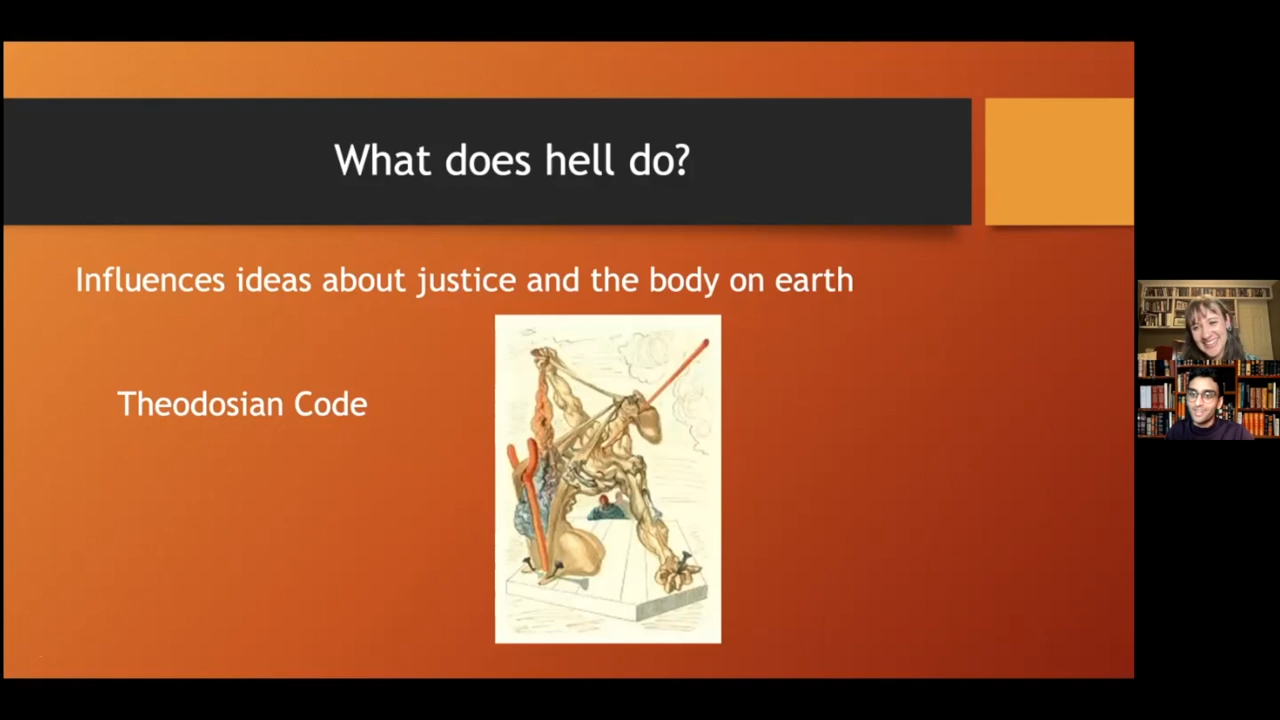 What does hell do?
Influences ideas about justice and the body on earth
Theodosian Code